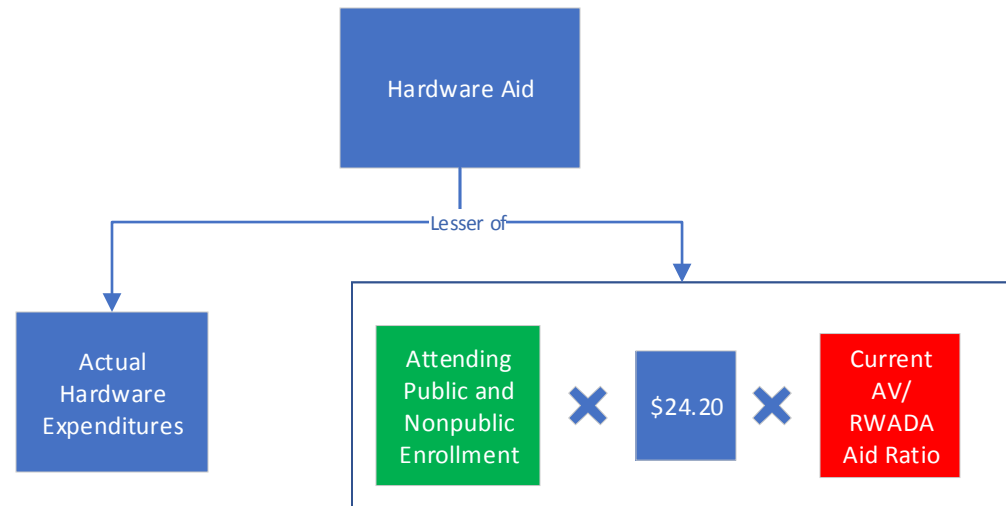 Hardware Aid
Lesser of
Actual
Hardware
Expenditures
Attending
Public and
Nonpublic
Enrollment
$24.20
Current
AV/
RWADA
Aid Ratio